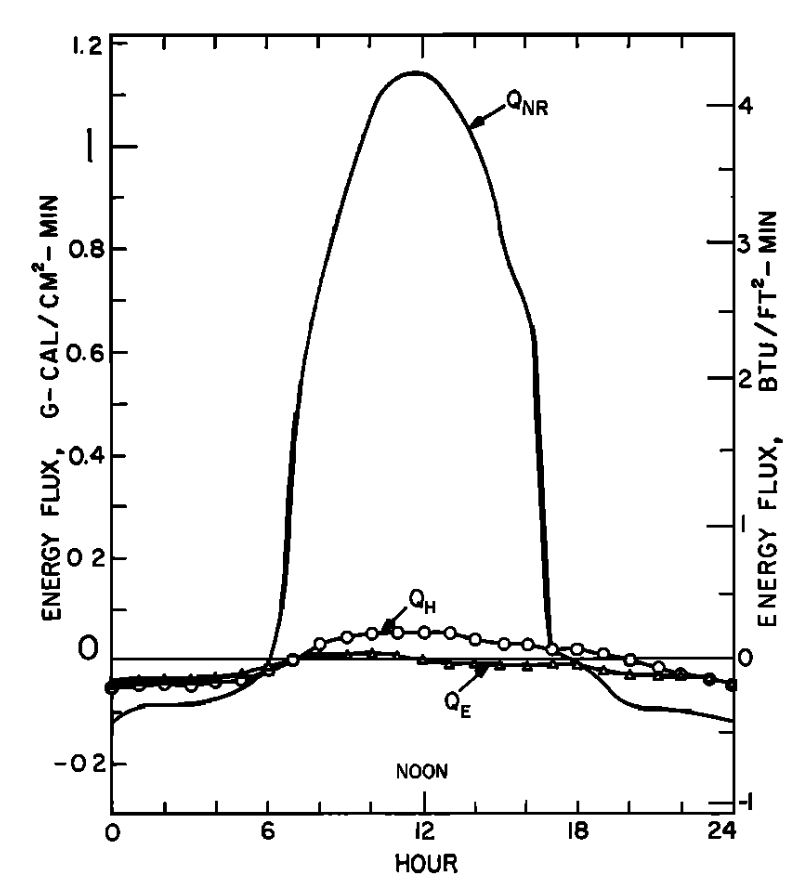 1.2
1
0.8
0.6
0.4
0 2
0
-0 2
ENERGY FLUX, G-CAL/CM²-MIN
4
3
2
1
0
-1
ENERGY FLUX, BTU/FT²-MIN
Q_NR
Q_H
Q_E
NOON
0 6 12 18 24
HOUR